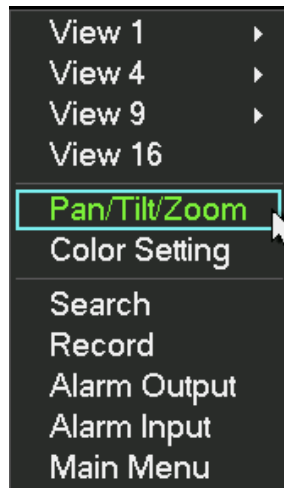 View 1
View 4
View 9
View 16
Pan/Tilt/Zoom
Color Setting
Search
Record
Alarm Output
Alarm Input
Main Menu